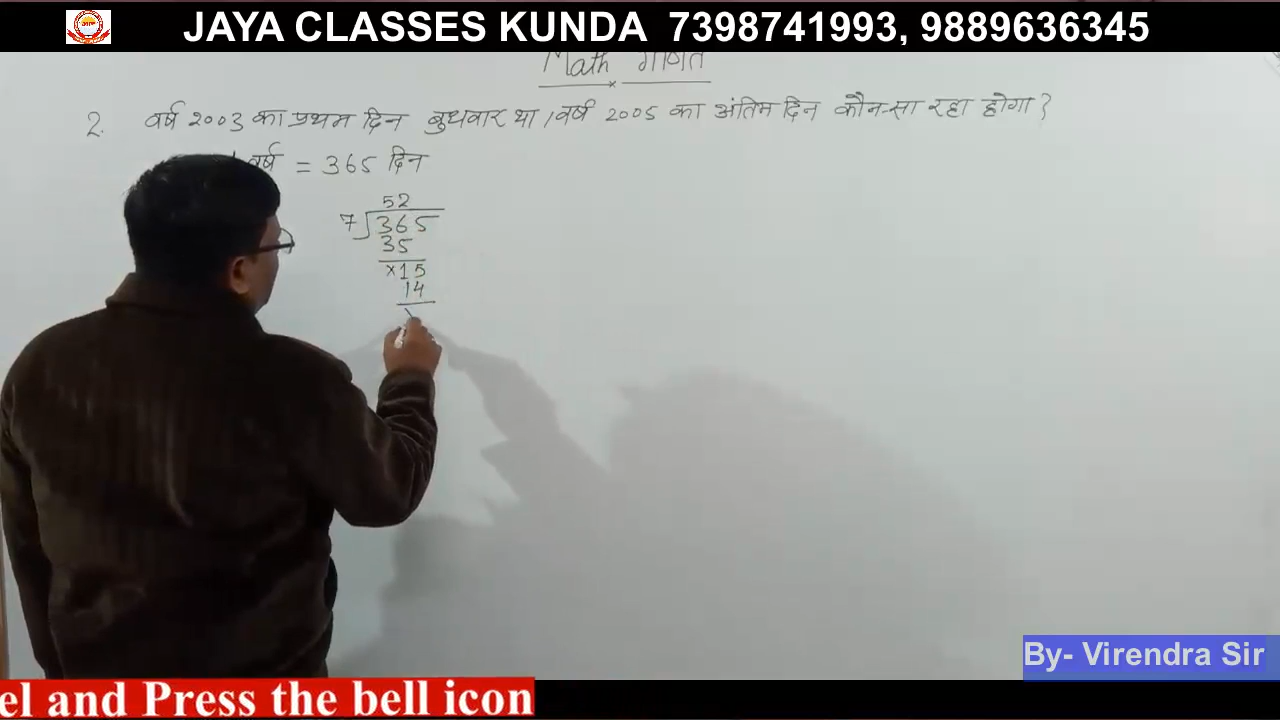 JAYA CLASSES KUNDA 7398741993, 9889636345
Math गणित
2. वर्ष 2003 का प्रथम दिन बुधवार था । वर्ष 2005 का अंतिम दिन कौन-सा रहा होगा ?
वर्ष = 365 दिन
52
7 365
35
×15
14
By- Virendra Sir
el and Press the bell icon